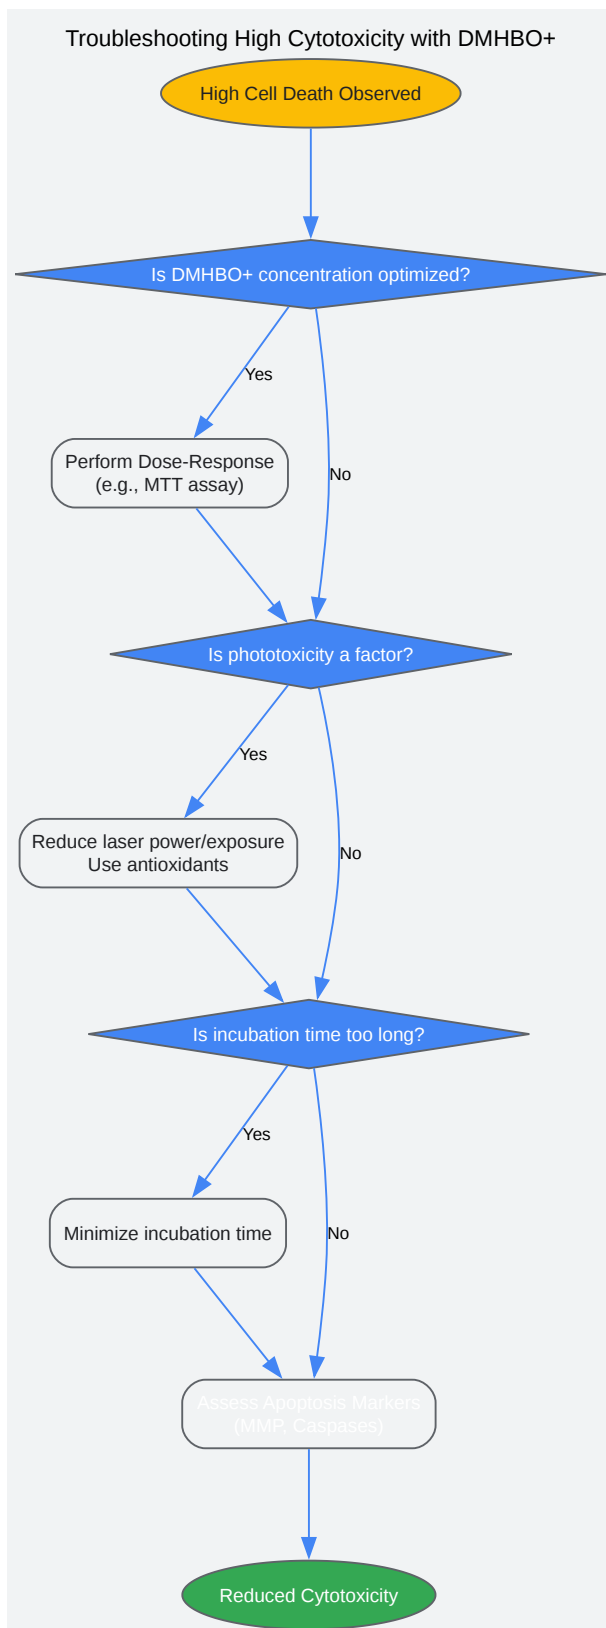 Troubleshooting High Cytotoxicity with DMHBO+
High Cell Death Observed
Is DMHBO+ concentration optimized?
Yes
Perform Dose-Response
(e.g., MTT assay)
No
Is phototoxicity a factor?
Yes
Reduce laser power/exposure
Use antioxidants
No
Is incubation time too long?
Yes
Minimize incubation time
No
Assess Apoptosis Markers
(MMP, Caspases)
Reduced Cytotoxicity